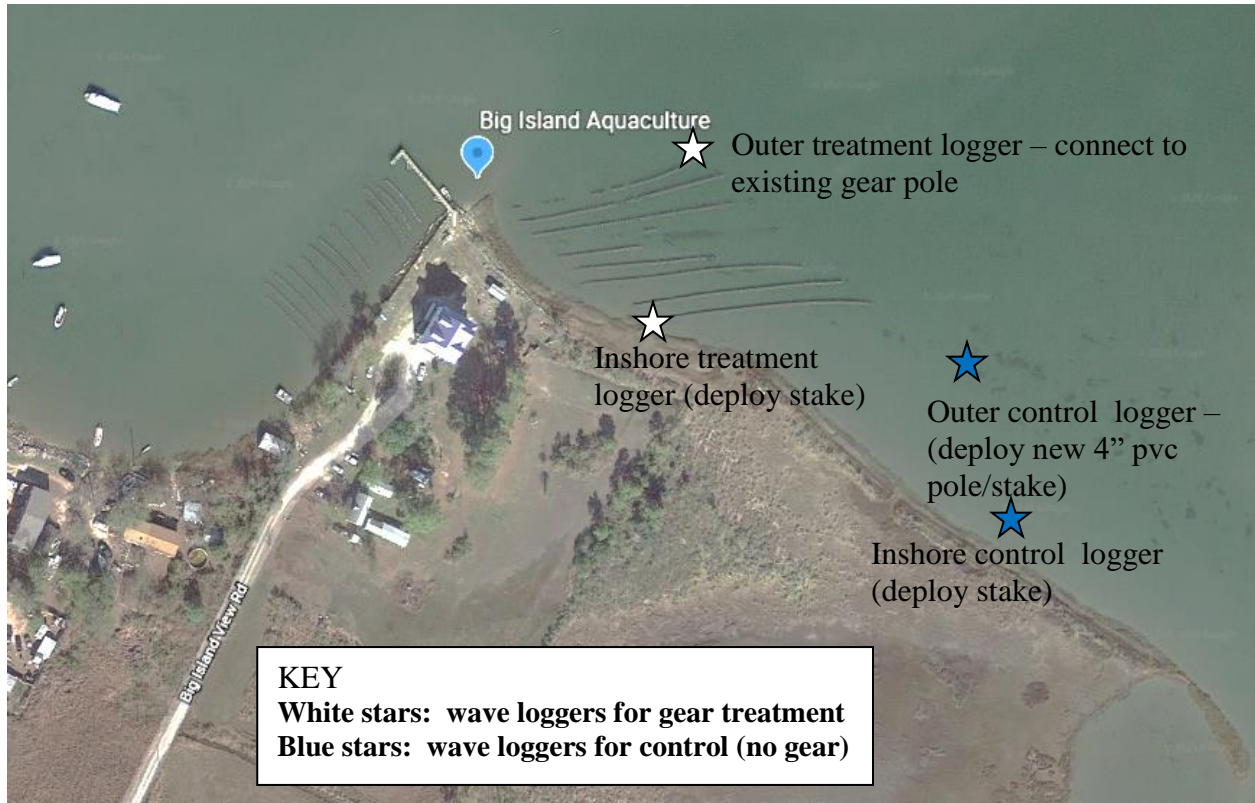 Big Island Aquaculture
Outer treatment logger – connect to
existing gear pole
Inshore treatment
logger (deploy stake)
Outer control  logger –
(deploy new 4” pvc
pole/stake)
Inshore control  logger
(deploy stake)
Big Island View Rd
KEY
White stars:  wave loggers for gear treatment
Blue stars:  wave loggers for control (no gear)